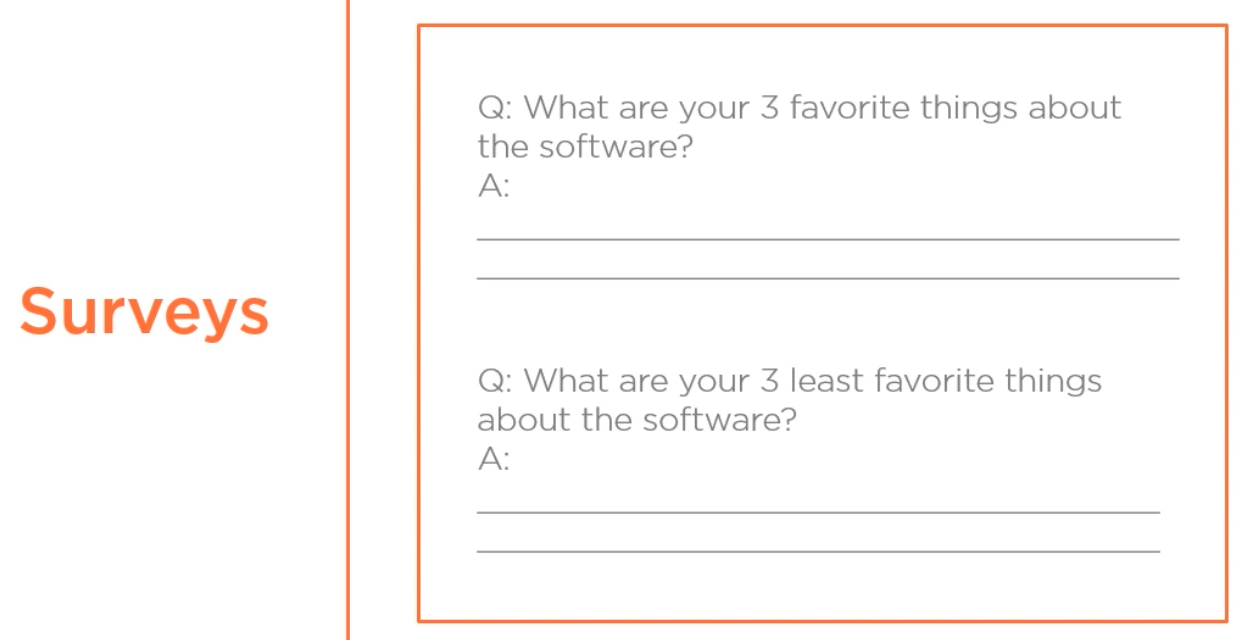 Surveys
Q: What are your 3 favorite things about
the software?
A:
Q: What are your 3 least favorite things
about the software?
A: